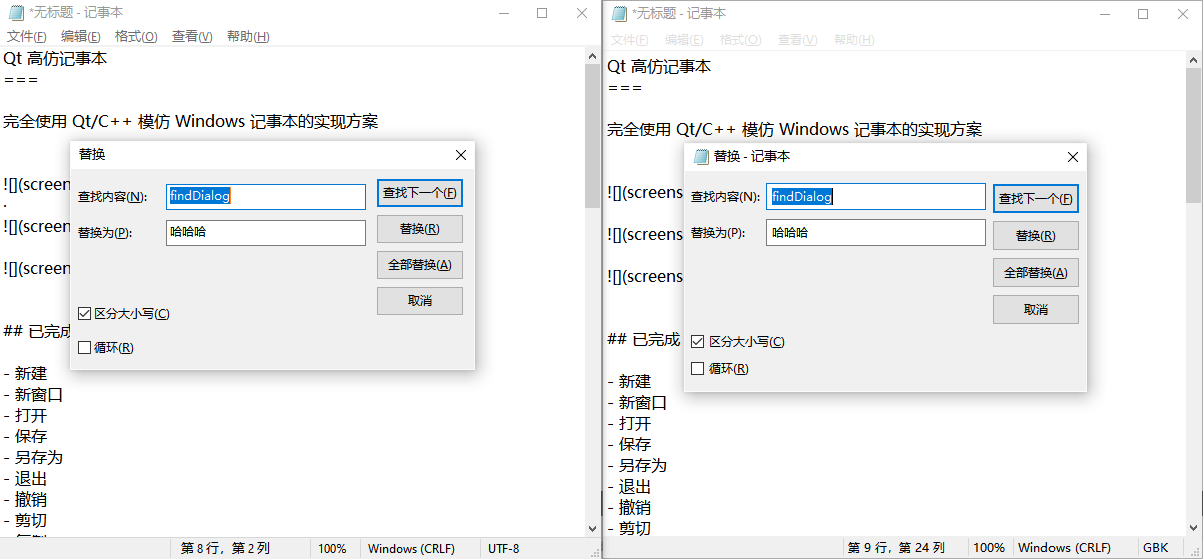 *无标题 - 记事本
文件(F) 编辑(E) 格式(O) 查看(V) 帮助(H)
Qt 高仿记事本
===
完全使用 Qt/C++ 模仿 Windows 记事本的实现方案
替换
![](screen
查找内容(N): findDialog 查找下一个(F)
.
![](screen
替换为(P): 哈哈哈 替换(R)
![](screen
全部替换(A)
取消
区分大小写(C)
## 已完成
循环(R)
- 新建
- 新窗口
- 打开
- 保存
- 另存为
- 退出
- 撤销
- 剪切
第 8 行，第 2 列 100% Windows (CRLF) UTF-8
*无标题 - 记事本
文件(F) 编辑(E) 格式(O) 查看(V) 帮助(H)
Qt 高仿记事本
===
完全使用 Qt/C++ 模仿 Windows 记事本的实现方案
替换 - 记事本
![](screens
查找内容(N): findDialog 查找下一个(F)
![](screens
替换为(P): 哈哈哈 替换(R)
![](screens
全部替换(A)
取消
## 已完成
区分大小写(C)
循环(R)
- 新建
- 新窗口
- 打开
- 保存
- 另存为
- 退出
- 撤销
- 剪切
第 9 行，第 24 列 100% Windows (CRLF) GBK